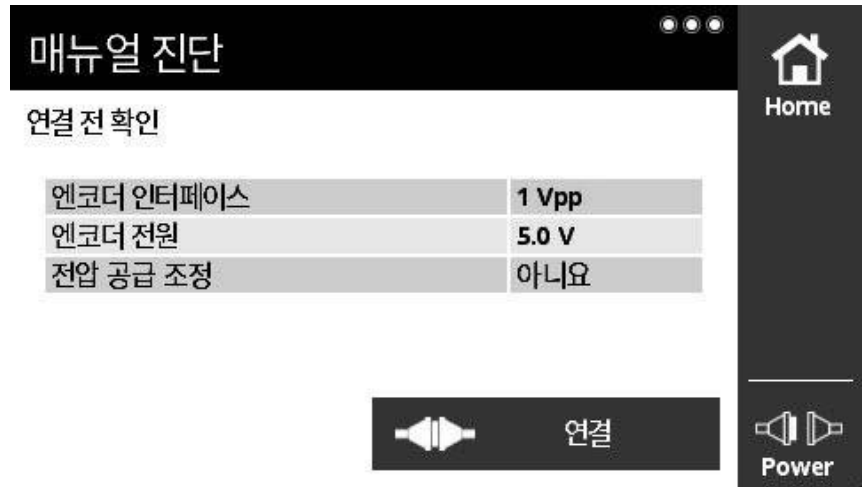 매뉴얼 진단
Home
연결 전 확인
엔코더 인터페이스 1 Vpp
엔코더 전원 5.0 V
전압 공급 조정 아니요
연결
Power